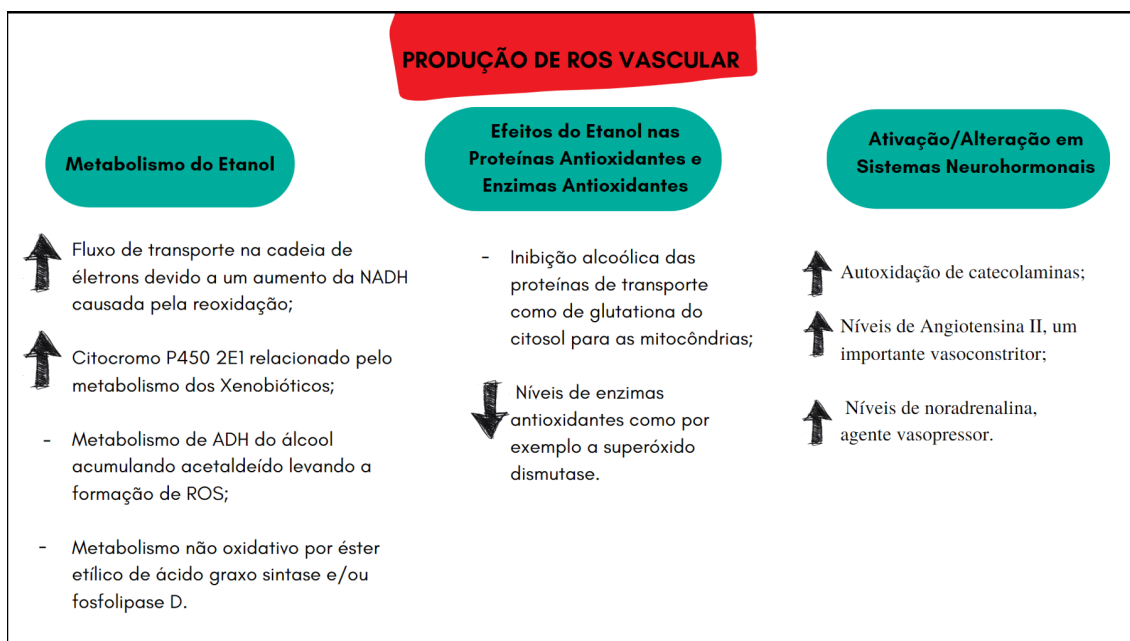 PRODUÇÃO DE ROS VASCULAR
Metabolismo do Etanol
Fluxo de transporte na cadeia de
életrons devido a um aumento da NADH
causada pela reoxidação;
Citocromo P450 2E1 relacionado pelo
metabolismo dos Xenobióticos;
- Metabolismo de ADH do álcool
acumulando acetaldeído levando a
formação de ROS;
- Metabolismo não oxidativo por éster
etílico de ácido graxo sintase e/ou
fosfolipase D.
Efeitos do Etanol nas
Proteínas Antioxidantes e
Enzimas Antioxidantes
- Inibição alcoólica das
proteínas de transporte
como de glutationa do
citosol para as mitocôndrias;
Níveis de enzimas
antioxidantes como por
exemplo a superóxido
dismutase.
Ativação/Alteração em
Sistemas Neurohormonais
Autoxidação de catecolaminas;
Níveis de Angiotensina II, um
importante vasoconstritor;
Níveis de noradrenalina,
agente vasopressor.